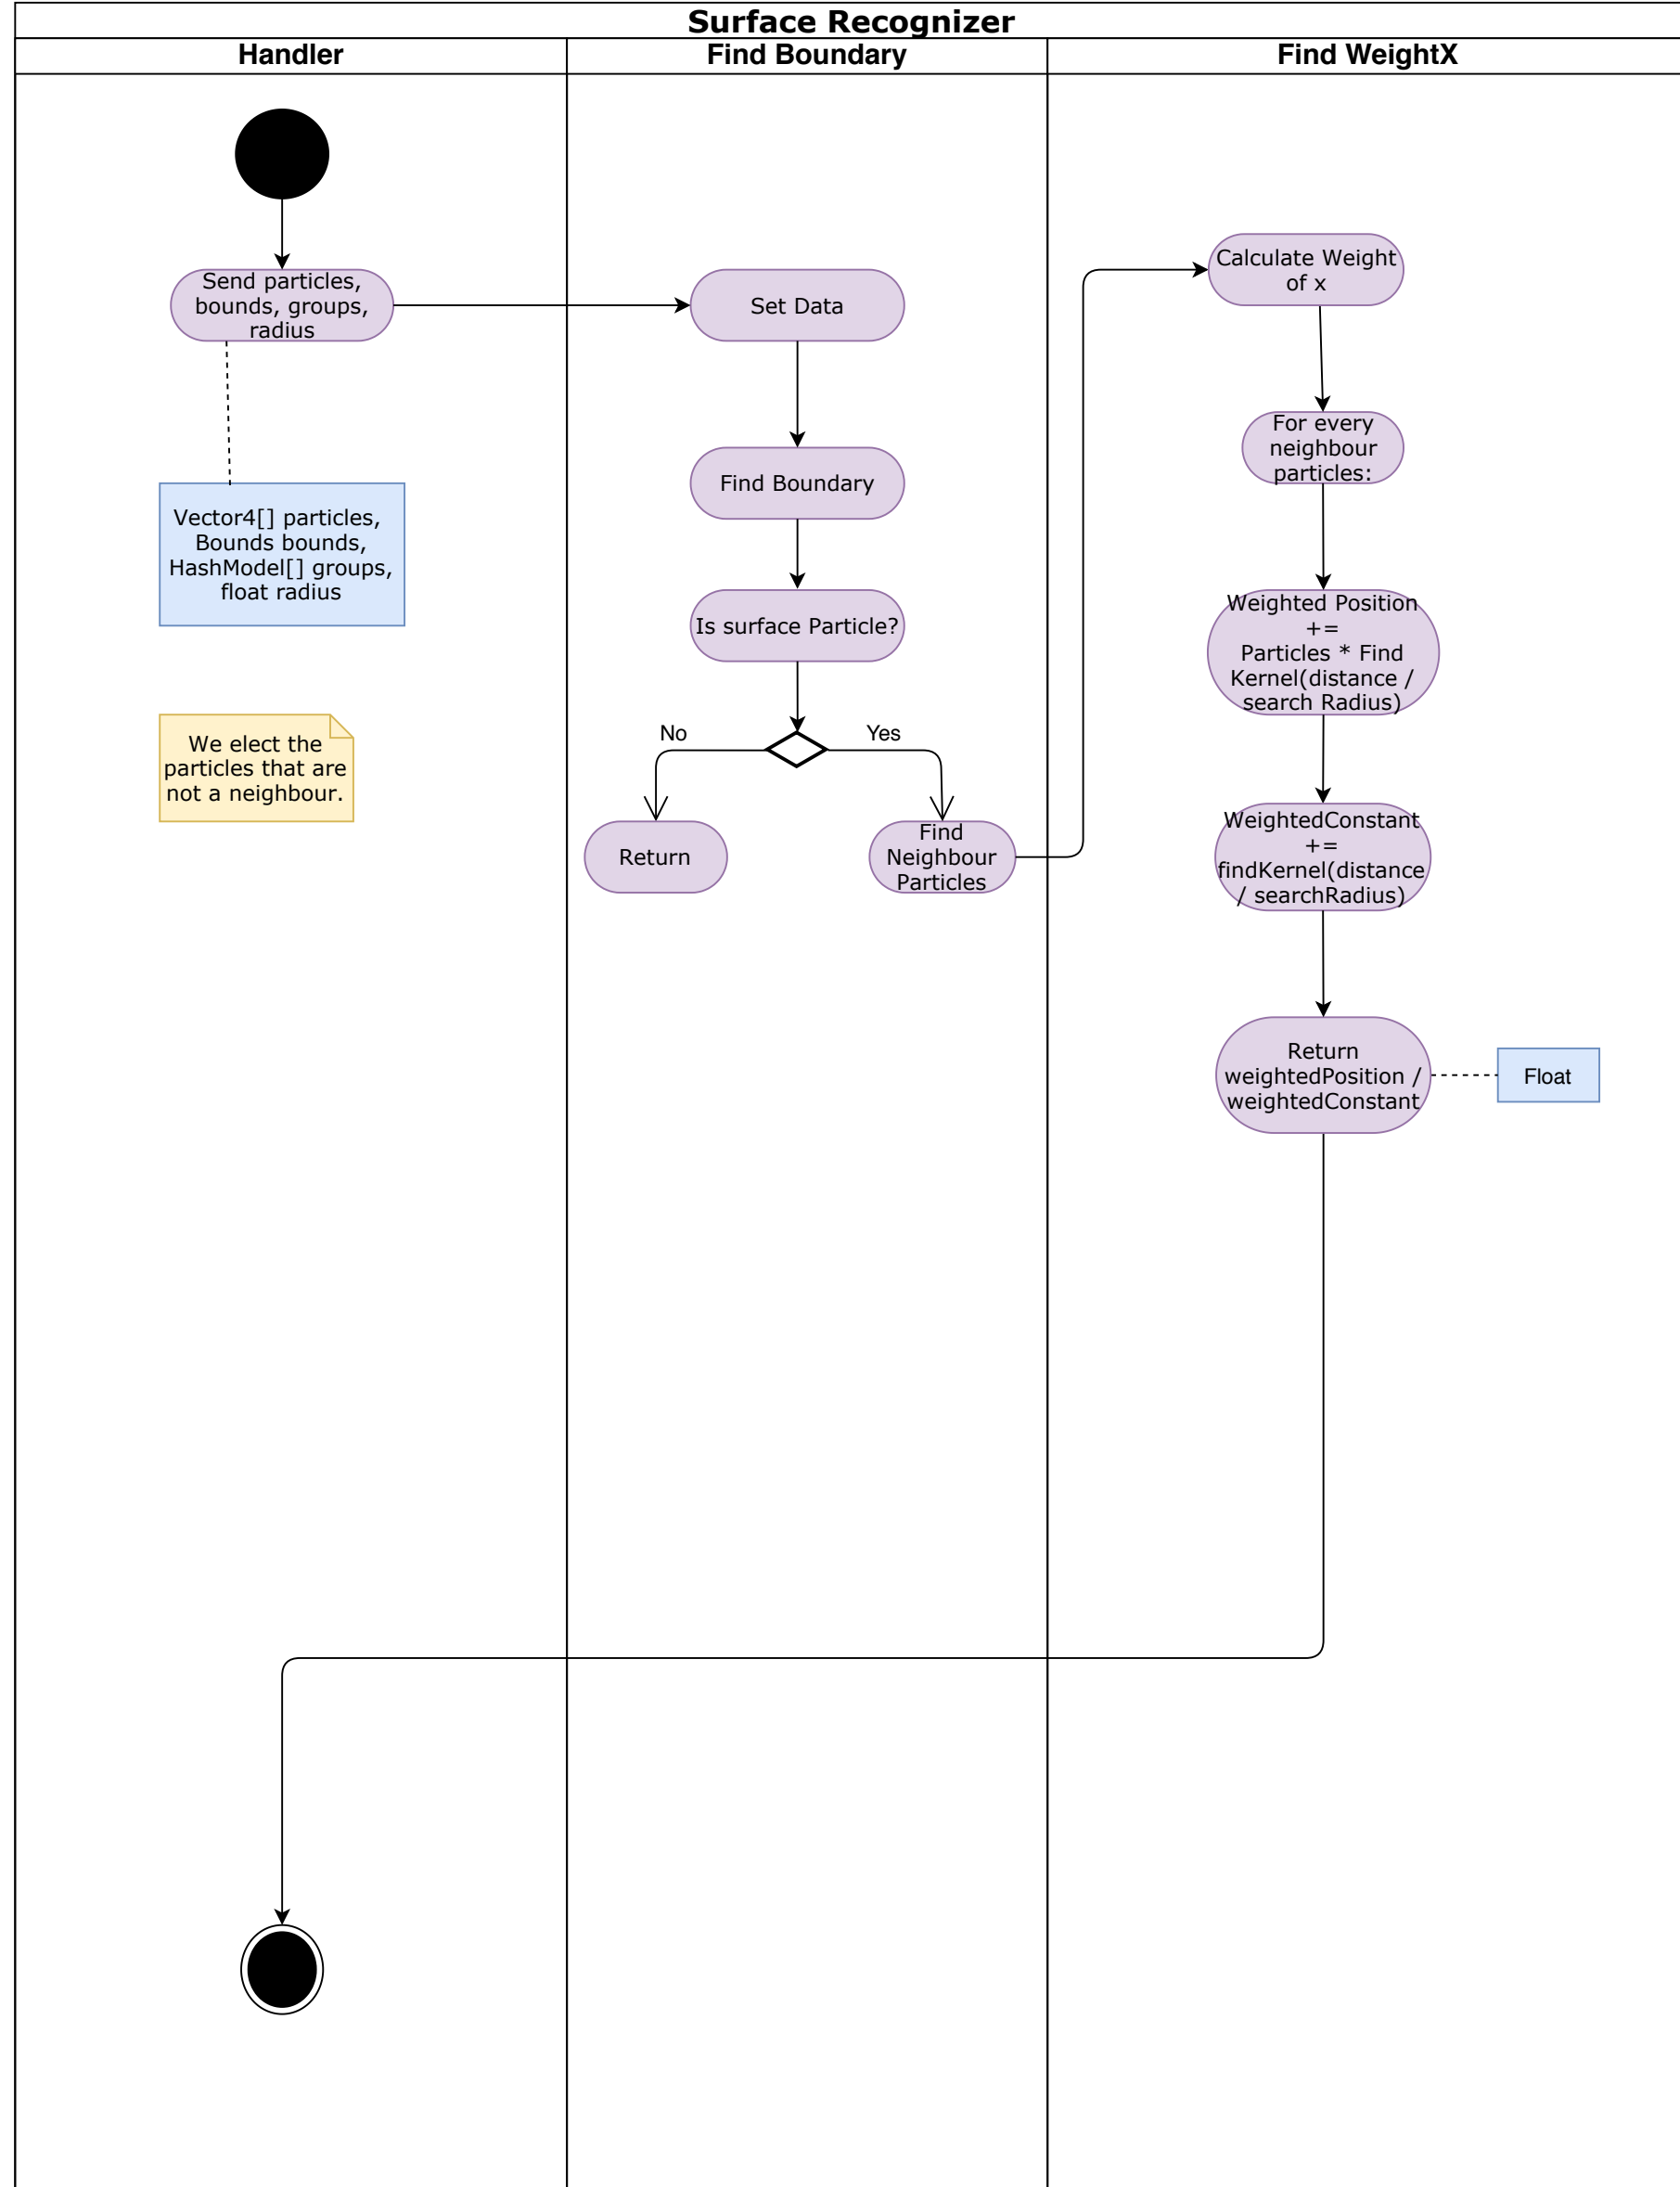 Surface Recognizer
Handler
Find Boundary
Find WeightX
Send particles,
bounds, groups,
radius
Vector4[] particles,
Bounds bounds,
HashModel[] groups,
float radius
We elect the
particles that are
not a neighbour.
Set Data
Find Boundary
Is surface Particle?
No
Yes
Return
Find
Neighbour
Particles
Calculate Weight
of x
For every
neighbour
particles:
Weighted Position
+=
Particles * Find
Kernel(distance /
search Radius)
WeightedConstant
+=
findKernel(distance
/ searchRadius)
Return
weightedPosition /
weightedConstant
Float